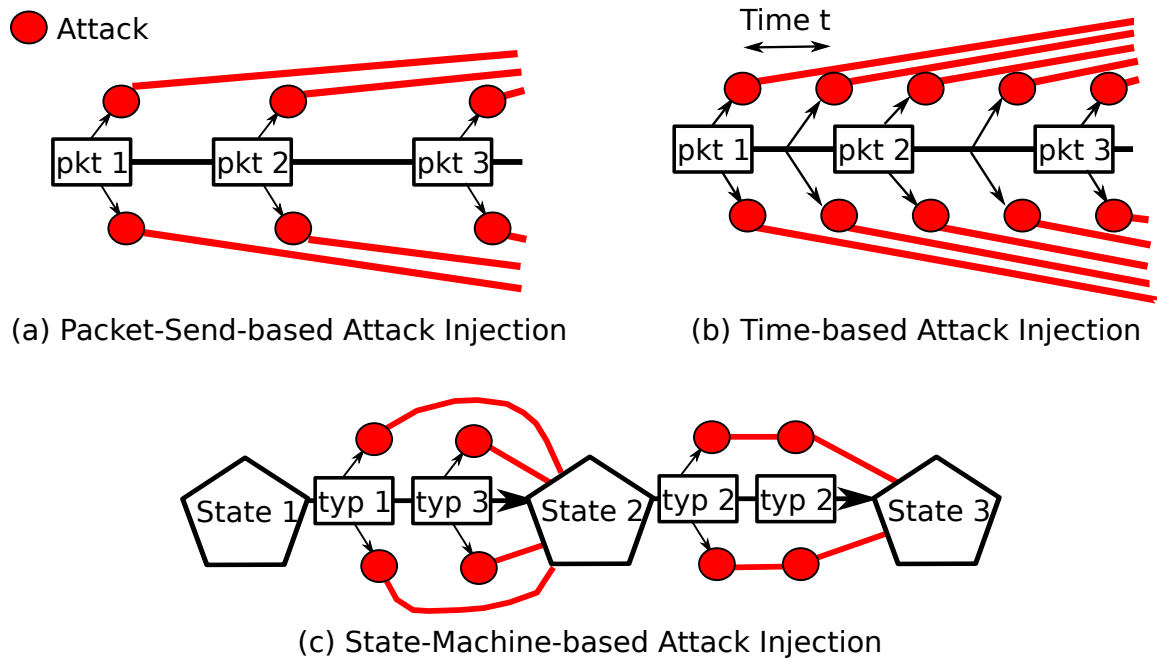 Attack
pkt 1
pkt 2
pkt 3
(a) Packet-Send-based Attack Injection
Time t
pkt 1
pkt 2
pkt 3
(b) Time-based Attack Injection
State 1
typ 1
typ 3
State 2
typ 2
typ 2
State 3
(c) State-Machine-based Attack Injection